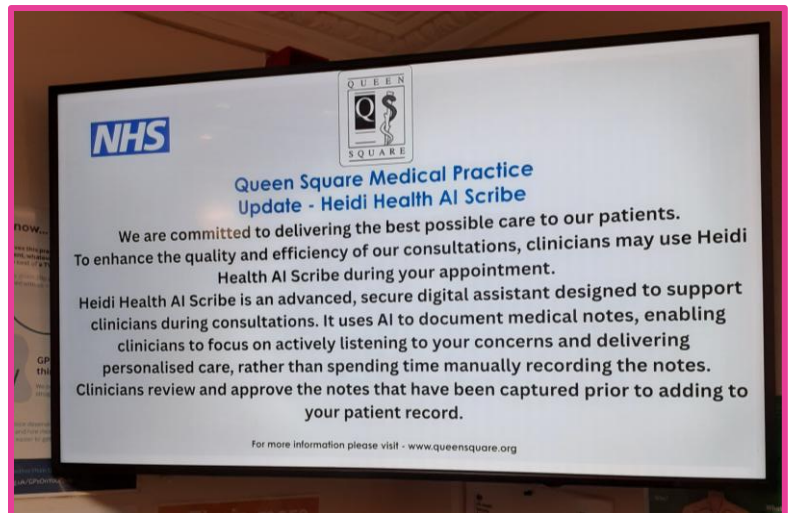 QUEEN
Q
SQUARE
NHS
Queen Square Medical Practice
Update - Heidi Health AI Scribe
We are committed to delivering the best possible care to our patients.
To enhance the quality and efficiency of our consultations, clinicians may use Heidi
Health AI Scribe during your appointment.
Heidi Health AI Scribe is an advanced, secure digital assistant designed to support
clinicians during consultations. It uses AI to document medical notes, enabling
clinicians to focus on actively listening to your concerns and delivering
personalised care, rather than spending time manually recording the notes.
Clinicians review and approve the notes that have been captured prior to adding to
your patient record.
For more information please visit - www.queensquare.org
now...
GP